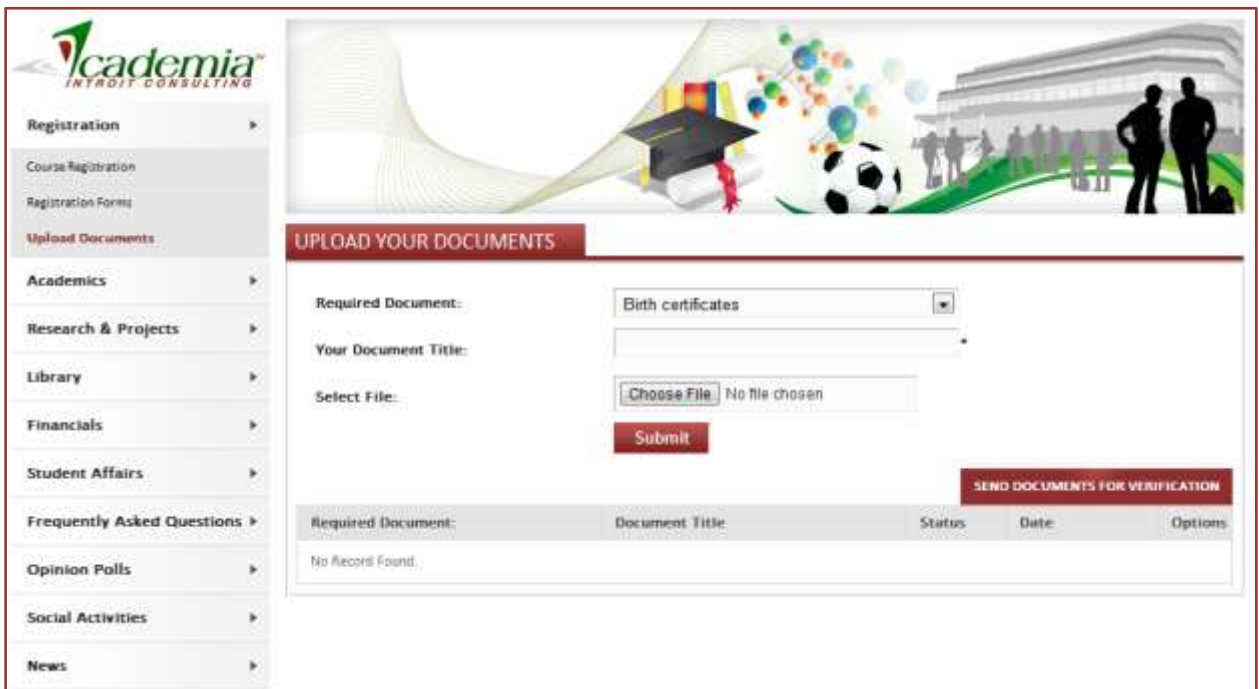 Academia™
INTROIT CONSULTING
Registration
Course Registration
Registration Forms
Upload Documents
Academics
Research & Projects
Library
Financials
Student Affairs
Frequently Asked Questions
Opinion Polls
Social Activities
News
UPLOAD YOUR DOCUMENTS
Required Document: Birth certificates
Your Document Title: *
Select File: Choose File No file chosen
Submit
SEND DOCUMENTS FOR VERIFICATION
Required Document: Document Title Status Date Options
No Record Found.